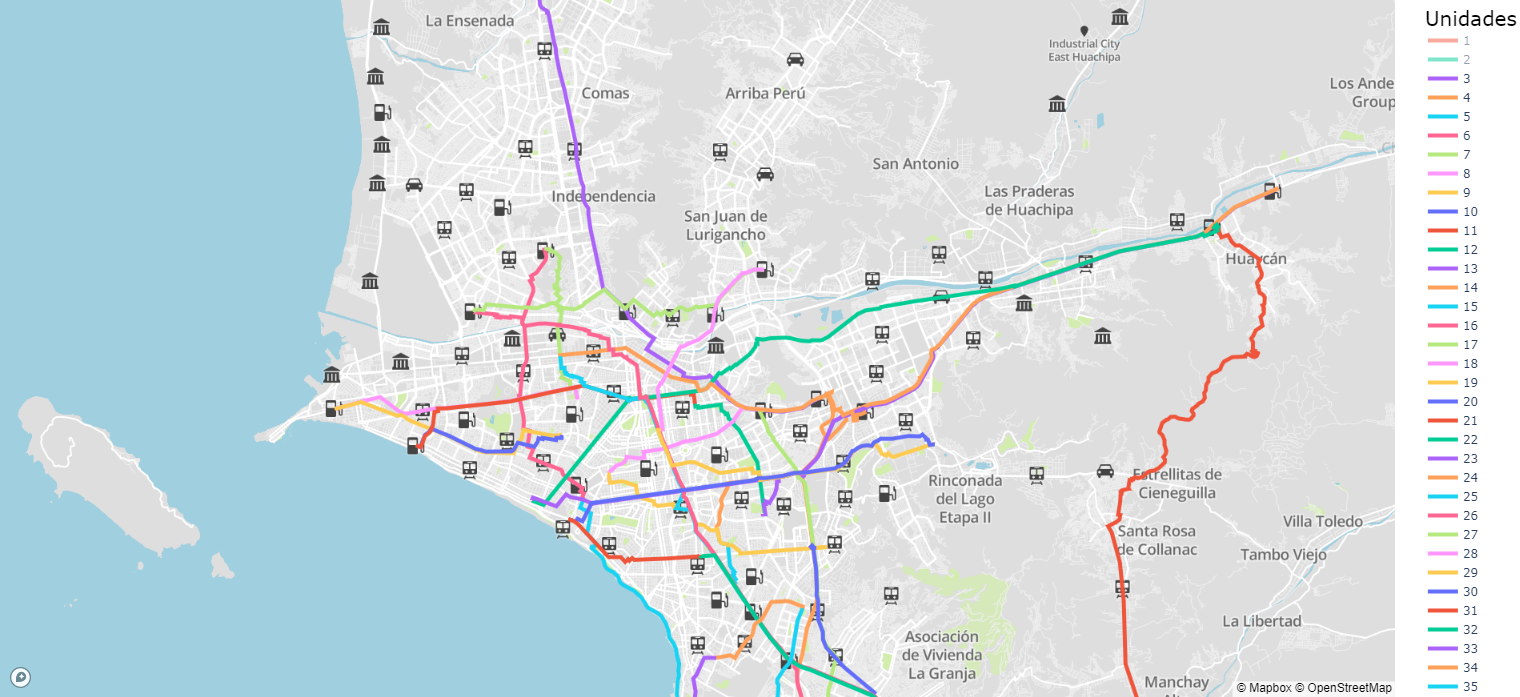 La Ensenada
Comas
Arriba Perú
Industrial City
East Huachipa
Los Ande
Group
San Antonio
Independencia
San Juan de
Lurigancho
Las Praderas
de Huachipa
Huaycán
Rinconada
del Lago
Etapa II
Estrellitas de
Cieneguilla
Santa Rosa
de Collanac
Villa Toledo
Tambo Viejo
La Libertad
Asociación
de Vivienda
La Granja
Manchay
© Mapbox © OpenStreetMap
Unidades
1
2
3
4
5
6
7
8
9
10
11
12
13
14
15
16
17
18
19
20
21
22
23
24
25
26
27
28
29
30
31
32
33
34
35